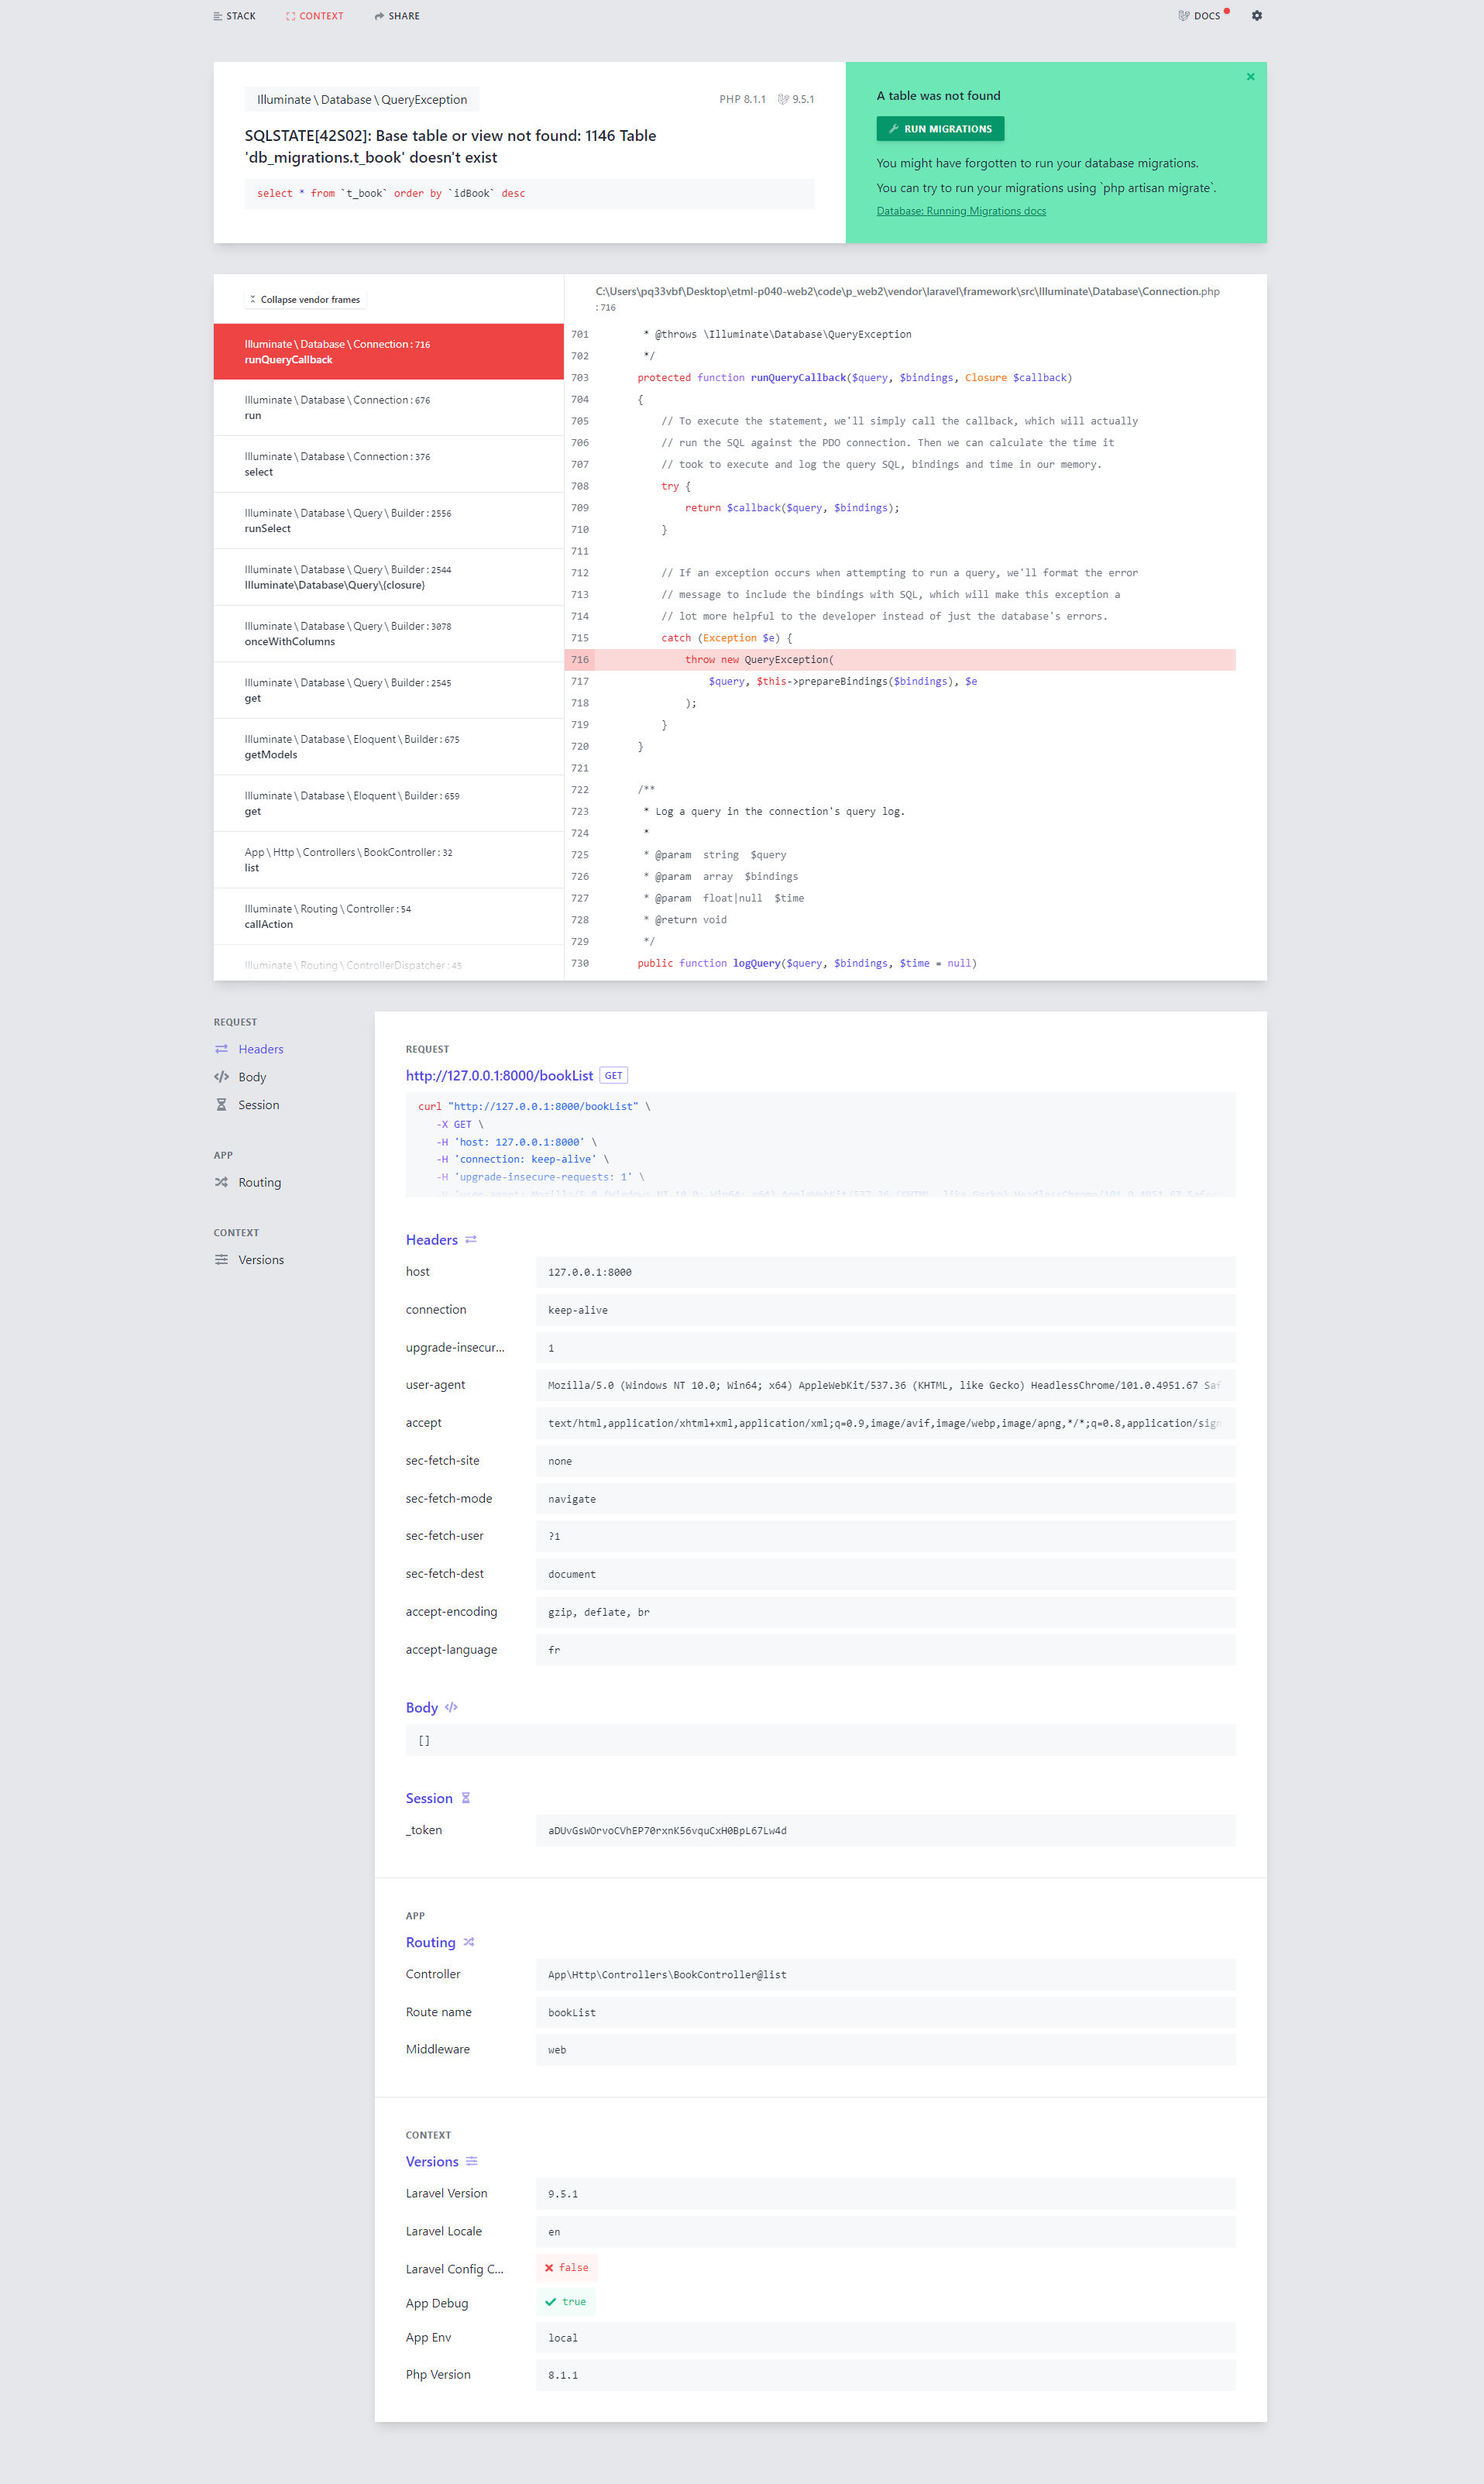 STACK CONTEXT SHARE DOCS
Illuminate \ Database \ QueryException PHP 8.1.1 9.5.1
SQLSTATE[42S02]: Base table or view not found: 1146 Table
'db_migrations.t_book' doesn't exist
select * from `t_book` order by `idBook` desc
A table was not found
RUN MIGRATIONS
You might have forgotten to run your database migrations.
You can try to run your migrations using `php artisan migrate`.
Database: Running Migrations docs
Collapse vendor frames
Illuminate \ Database \ Connection : 716
runQueryCallback
Illuminate \ Database \ Connection : 676
run
Illuminate \ Database \ Connection : 376
select
Illuminate \ Database \ Query \ Builder : 2556
runSelect
Illuminate \ Database \ Query \ Builder : 2544
Illuminate\Database\Query\{closure}
Illuminate \ Database \ Query \ Builder : 3078
onceWithColumns
Illuminate \ Database \ Query \ Builder : 2545
get
Illuminate \ Database \ Eloquent \ Builder : 675
getModels
Illuminate \ Database \ Eloquent \ Builder : 659
get
App \ Http \ Controllers \ BookController : 32
list
Illuminate \ Routing \ Controller : 54
callAction
Illuminate \ Routing \ ControllerDispatcher : 45
C:\Users\pq33vbf\Desktop\etml-p040-web2\code\p_web2\vendor\laravel\framework\src\Illuminate\Database\Connection.php
: 716
701 * @throws \Illuminate\Database\QueryException
702 */
703 protected function runQueryCallback($query, $bindings, Closure $callback)
704 {
705 // To execute the statement, we'll simply call the callback, which will actually
706 // run the SQL against the PDO connection. Then we can calculate the time it
707 // took to execute and log the query SQL, bindings and time in our memory.
708 try {
709 return $callback($query, $bindings);
710 }
711
712 // If an exception occurs when attempting to run a query, we'll format the error
713 // message to include the bindings with SQL, which will make this exception a
714 // lot more helpful to the developer instead of just the database's errors.
715 catch (Exception $e) {
716 throw new QueryException(
717 $query, $this->prepareBindings($bindings), $e
718 );
719 }
720 }
721
722 /**
723 * Log a query in the connection's query log.
724 *
725 * @param string $query
726 * @param array $bindings
727 * @param float|null $time
728 * @return void
729 */
730 public function logQuery($query, $bindings, $time = null)
REQUEST
Headers
Body
Session
APP
Routing
CONTEXT
Versions
REQUEST
http://127.0.0.1:8000/bookList GET
curl "http://127.0.0.1:8000/bookList" \
-X GET \
-H 'host: 127.0.0.1:8000' \
-H 'connection: keep-alive' \
-H 'upgrade-insecure-requests: 1' \
-H 'user-agent: Mozilla/5.0 (Windows NT 10.0; Win64; x64) AppleWebKit/537.36 (KHTML, like Gecko) HeadlessChrome/101.0.4951.67 Safa
Headers
host 127.0.0.1:8000
connection keep-alive
upgrade-insecur... 1
user-agent Mozilla/5.0 (Windows NT 10.0; Win64; x64) AppleWebKit/537.36 (KHTML, like Gecko) HeadlessChrome/101.0.4951.67 Saf
accept text/html,application/xhtml+xml,application/xml;q=0.9,image/avif,image/webp,image/apng,*/*;q=0.8,application/sign
sec-fetch-site none
sec-fetch-mode navigate
sec-fetch-user ?1
sec-fetch-dest document
accept-encoding gzip, deflate, br
accept-language fr
Body
[]
Session
_token aDUvGsWOrvoCVhEP70rxnK56vquCxH0BpL67Lw4d
APP
Routing
Controller App\Http\Controllers\BookController@list
Route name bookList
Middleware web
CONTEXT
Versions
Laravel Version 9.5.1
Laravel Locale en
Laravel Config C... false
App Debug true
App Env local
Php Version 8.1.1